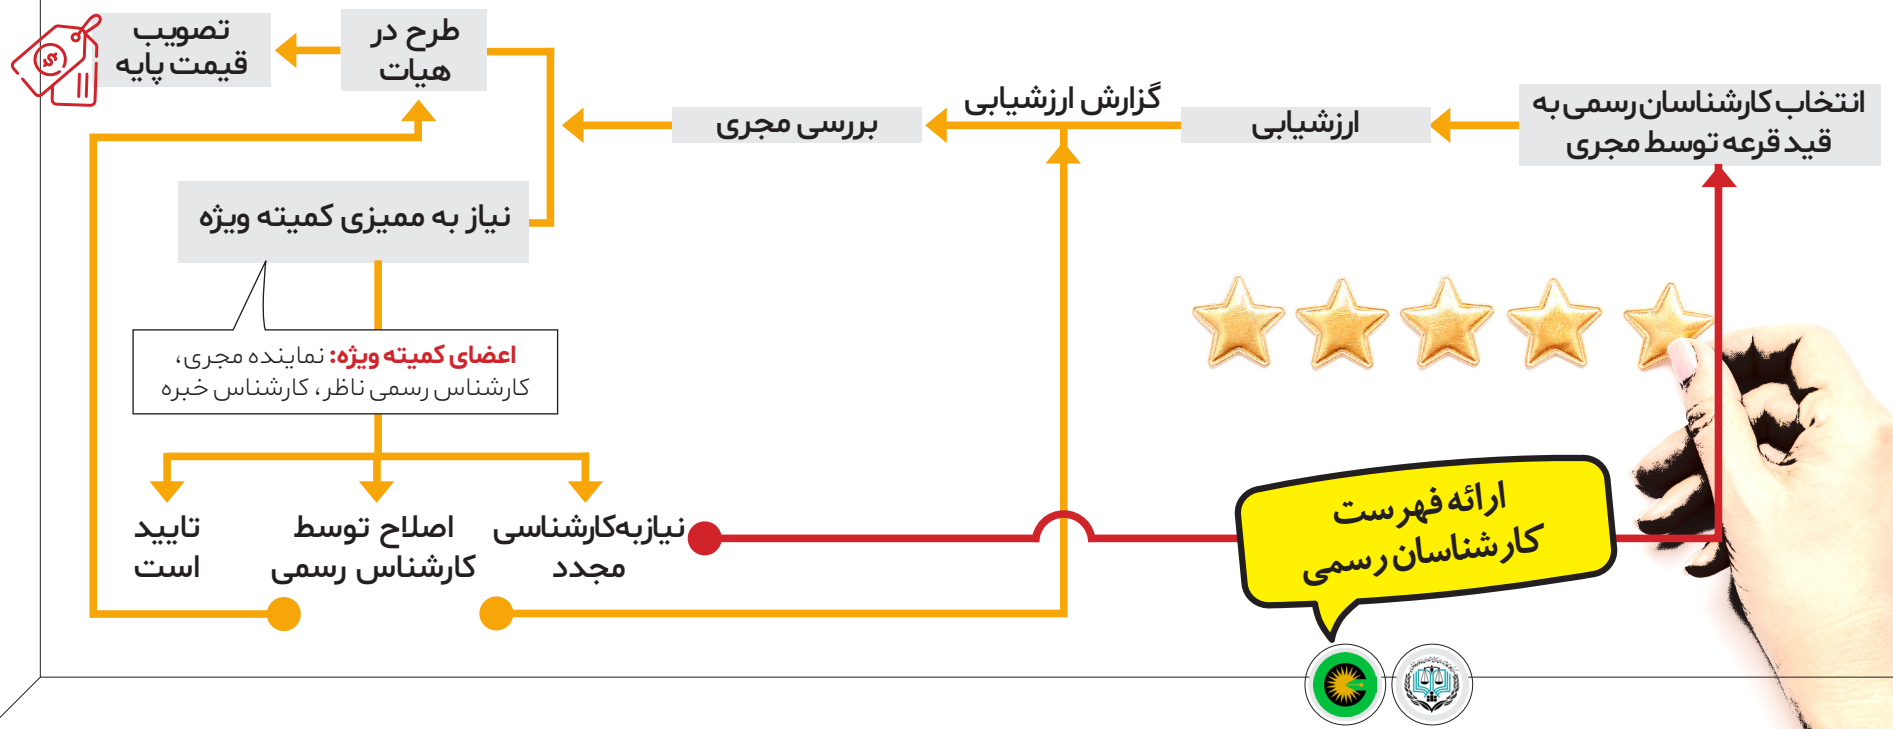 انتخاب کارشناسان رسمی به
قید قرعه توسط مجری
ارزشیابی
گزارش ارزشیابی
بررسی مجری
طرح در
هیات
تصویب
قیمت پایه
نیاز به ممیزی کمیته ویژه
اعضای کمیته ویژه: نماینده مجری،
کارشناس رسمی ناظر، کارشناس خبره
نیازبه‌کارشناسی
مجدد
اصلاح توسط
کارشناس رسمی
تایید
است
ارائه فهرست
کارشناسان رسمی